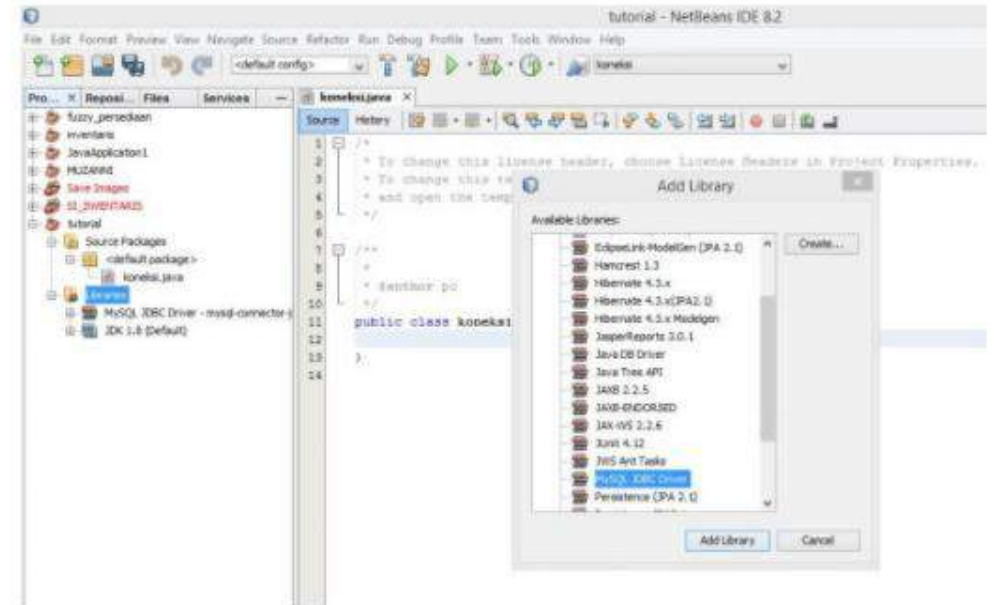 tutorial - NetBeans IDE 8.2
File Edit Format Preview View Navigate Source Refactor Run Debug Profile Team Tools Window Help
<default config>
koneksi
Pro... Reposi... Files Services
koneksi.java
Source History
fuzzy_persediaan
inventaris
JavaApplication1
MUZANNI
Save Images
SI_INVENTARIS
tutorial
Source Packages
<default package>
koneksi.java
Libraries
MySQL JDBC Driver - mysql-connector-j
JDK 1.8 (Default)
1 /*
2 * To change this license header, choose License Headers in Project Properties.
3 * To change this te
4 * and open the temp
5 */
6
7 /**
8 *
9 * @author pc
10 */
11 public class koneksi
12
13 }
14
Add Library
Available Libraries:
EclipseLink-ModelGen (JPA 2.1)
Hamcrest 1.3
Hibernate 4.3.x
Hibernate 4.3.x(JPA2.1)
Hibernate 4.3.x Modelgen
JasperReports 3.0.1
Java DB Driver
Java Tree API
JAXB 2.2.5
JAXB-ENDORSED
JAX-WS 2.2.6
JUnit 4.12
JWS Ant Tasks
MySQL JDBC Driver
Persistence (JPA 2.1)
Create...
Add Library
Cancel